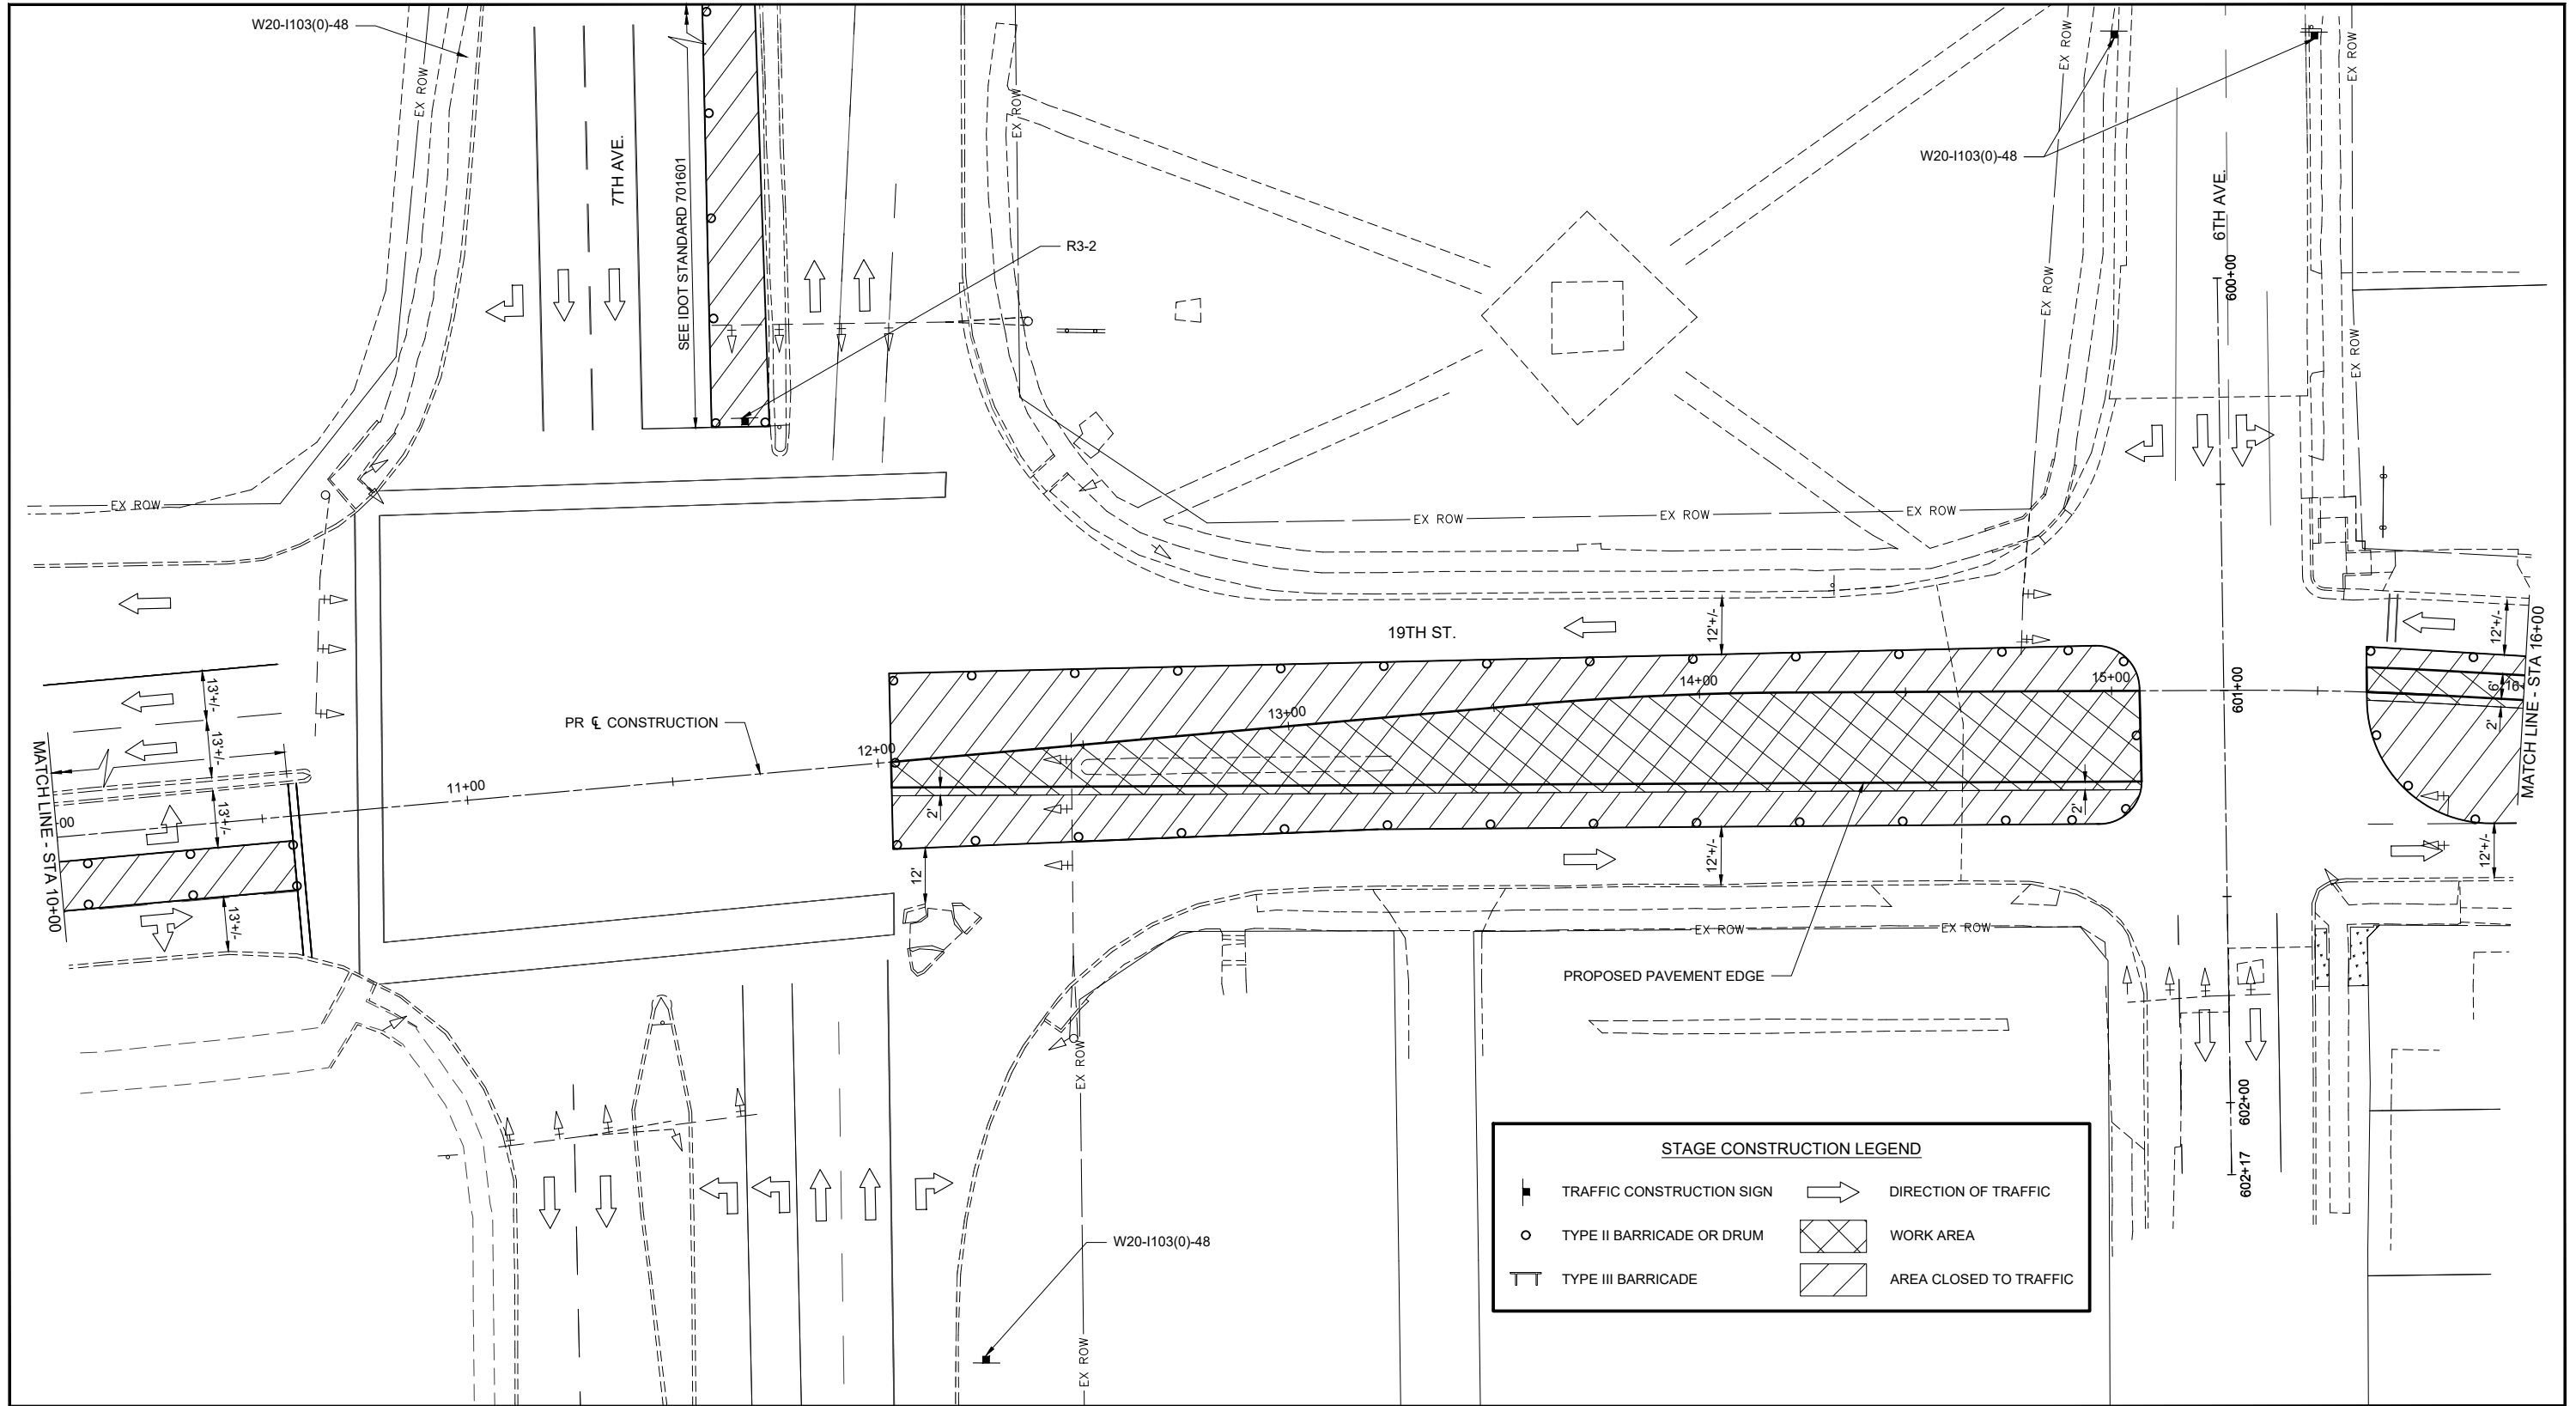 W20-I103(0)-48
EX ROW
7TH AVE.
SEE IDOT STANDARD 701601
EX ROW
R3-2
EX ROW
EX ROW
W20-I103(0)-48
6TH AVE.
600+00
EX ROW
EX ROW
EX ROW
EX ROW
EX ROW
EX ROW
19TH ST.
12'+/-
12'+/-
MATCH LINE - STA 16+00
13'+/-
13'+/-
13'+/-
13'+/-
MATCH LINE - STA 10+00
00
11+00
PR ℄ CONSTRUCTION
12+00
13+00
14+00
15+00
601+00
6'
16+
2'
2'
2'
12'
12'+/-
12'+/-
EX ROW
EX ROW
PROPOSED PAVEMENT EDGE
EX ROW
602+00
602+17
W20-I103(0)-48
EX ROW
STAGE CONSTRUCTION LEGEND
TRAFFIC CONSTRUCTION SIGN
DIRECTION OF TRAFFIC
TYPE II BARRICADE OR DRUM
WORK AREA
TYPE III BARRICADE
AREA CLOSED TO TRAFFIC